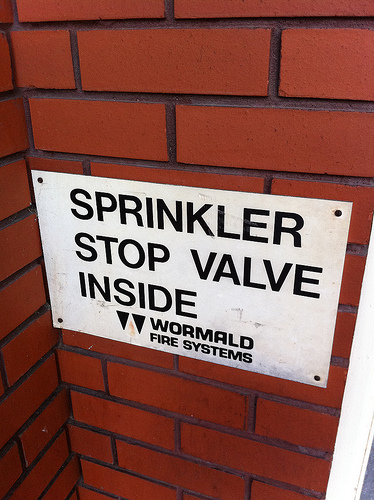 SPRINKLER
STOP VALVE
INSIDE
WORMALD
FIRE SYSTEMS